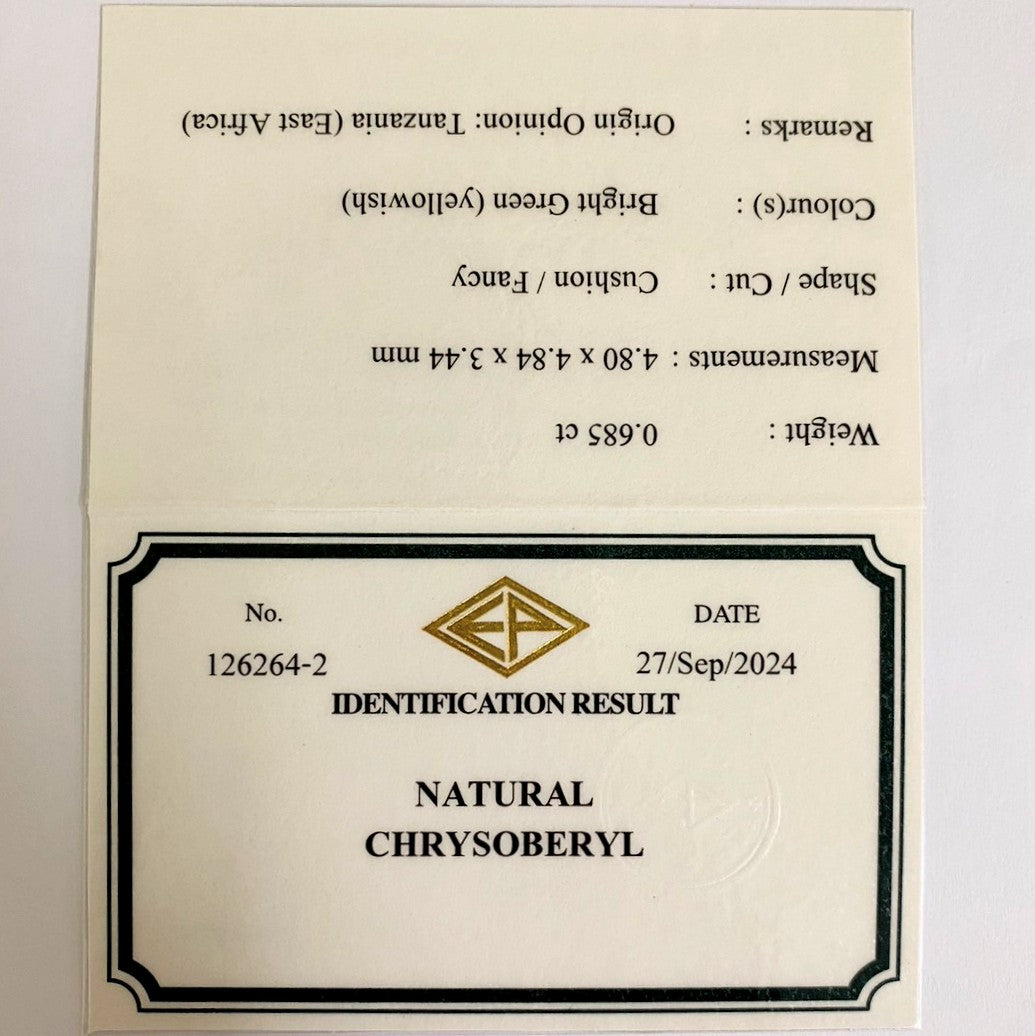 No.
126264-2
EP
DATE
27/Sep/2024
IDENTIFICATION RESULT
NATURAL
CHRYSOBERYL
Weight : 0.685 ct
Measurements : 4.80 x 4.84 x 3.44 mm
Shape / Cut : Cushion / Fancy
Colour(s) : Bright Green (yellowish)
Remarks : Origin Opinion: Tanzania (East Africa)